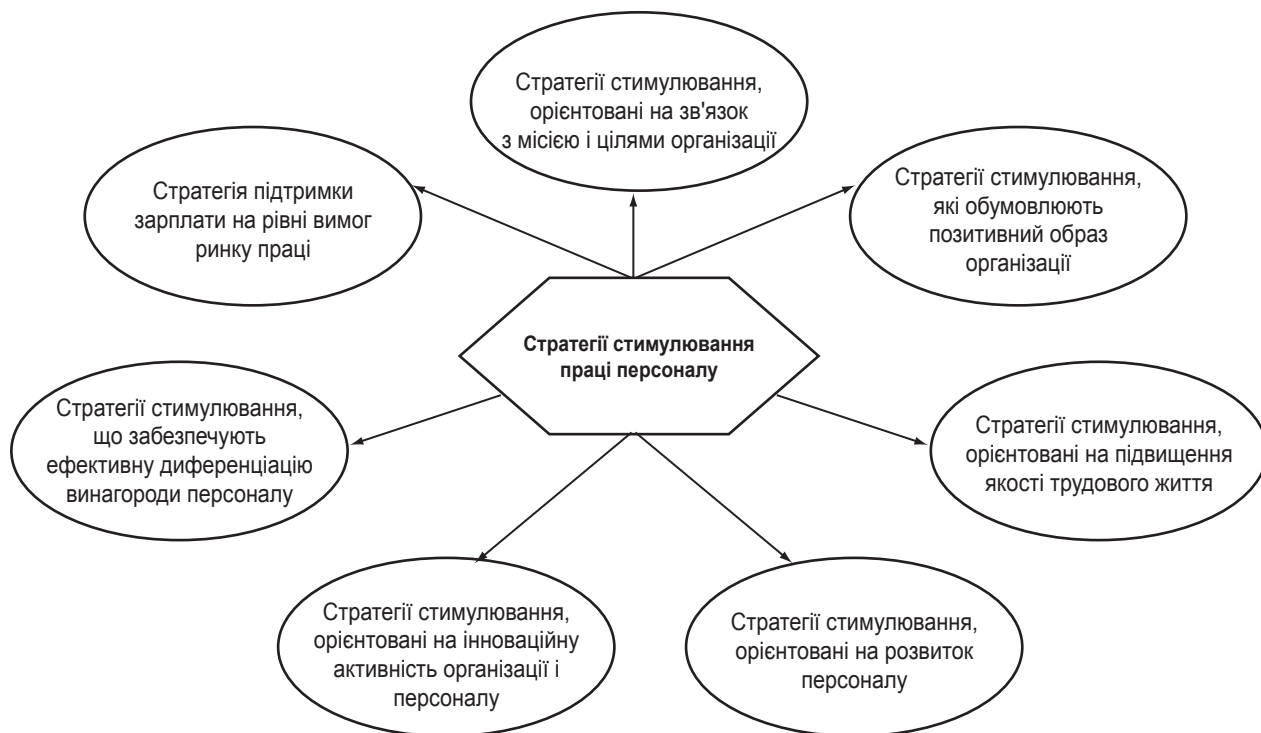 Стратегії стимулювання,
орієнтовані на зв'язок
з місією і цілями організації
Стратегія підтримки
зарплати на рівні вимог
ринку праці
Стратегії стимулювання,
які обумовлюють
позитивний образ
організації
Стратегії стимулювання
праці персоналу
Стратегії стимулювання,
що забезпечують
ефективну диференціацію
винагороди персоналу
Стратегії стимулювання,
орієнтовані на підвищення
якості трудового життя
Стратегії стимулювання,
орієнтовані на інноваційну
активність організації і
персоналу
Стратегії стимулювання,
орієнтовані на розвиток
персоналу